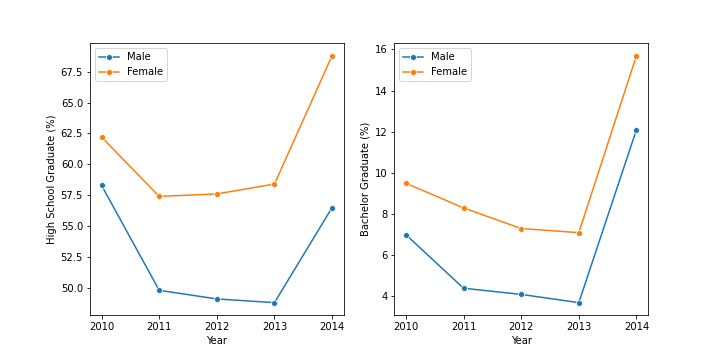 Male
Female
High School Graduate (%)
67.5
65.0
62.5
60.0
57.5
55.0
52.5
50.0
2010 2011 2012 2013 2014
Year
Male
Female
Bachelor Graduate (%)
16
14
12
10
8
6
4
2010 2011 2012 2013 2014
Year